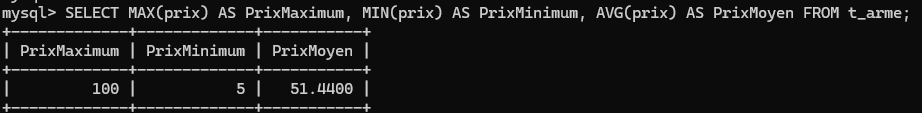 mysql> SELECT MAX(prix) AS PrixMaximum, MIN(prix) AS PrixMinimum, AVG(prix) AS PrixMoyen FROM t_arme;
+-------------+-------------+-----------+
| PrixMaximum | PrixMinimum | PrixMoyen |
+-------------+-------------+-----------+
|         100 |           5 |   51.4400 |
+-------------+-------------+-----------+